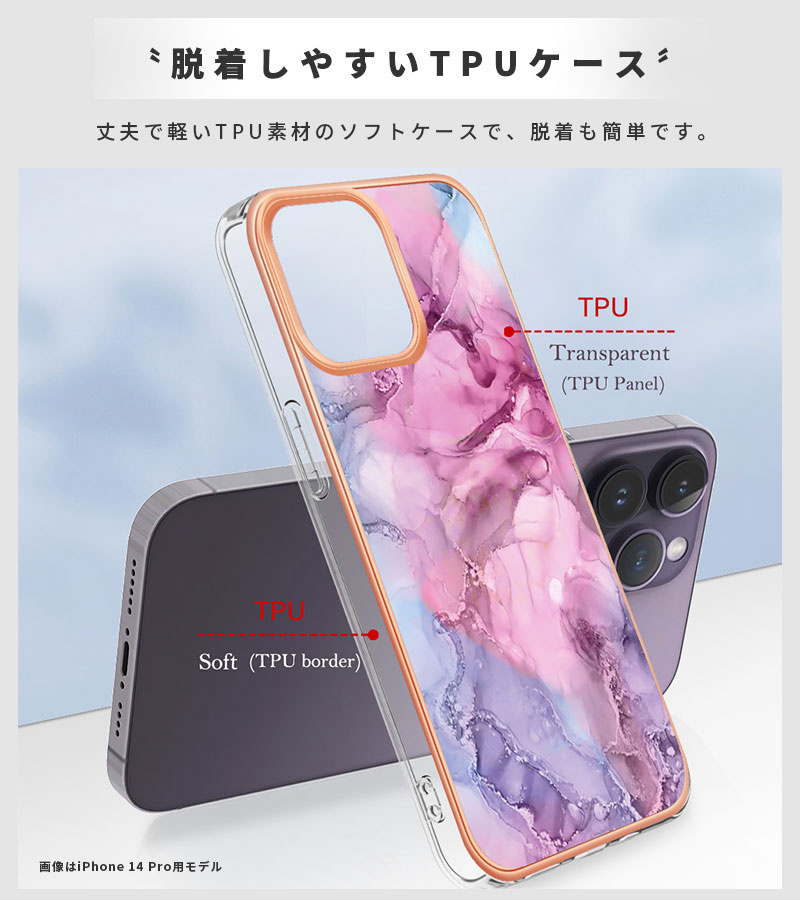 〝脱着しやすいTPUケース〞
丈夫で軽いTPU素材のソフトケースで、脱着も簡単です。
TPU
Transparent
(TPU Panel)
TPU
Soft (TPU border)
画像はiPhone 14 Pro用モデル